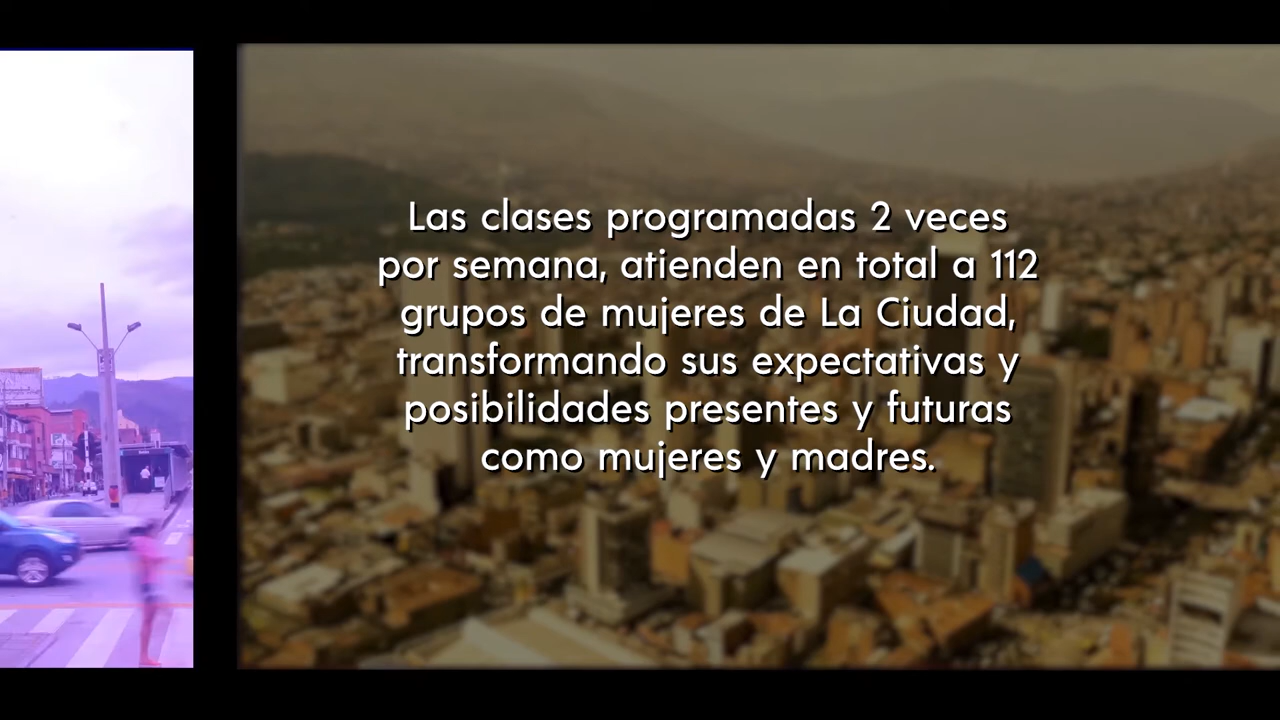 Las clases programadas 2 veces
por semana, atienden en total a 112
grupos de mujeres de La Ciudad,
transformando sus expectativas y
posibilidades presentes y futuras
como mujeres y madres.